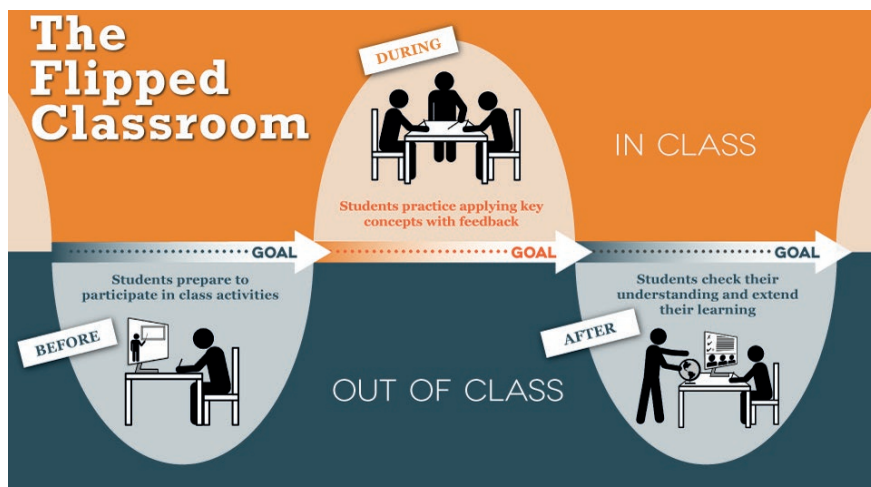 The
Flipped
Classroom
DURING
IN CLASS
Students practice applying key
concepts with feedback
GOAL
GOAL
GOAL
Students prepare to
participate in class activities
BEFORE
OUT OF CLASS
Students check their
understanding and extend
their learning
AFTER